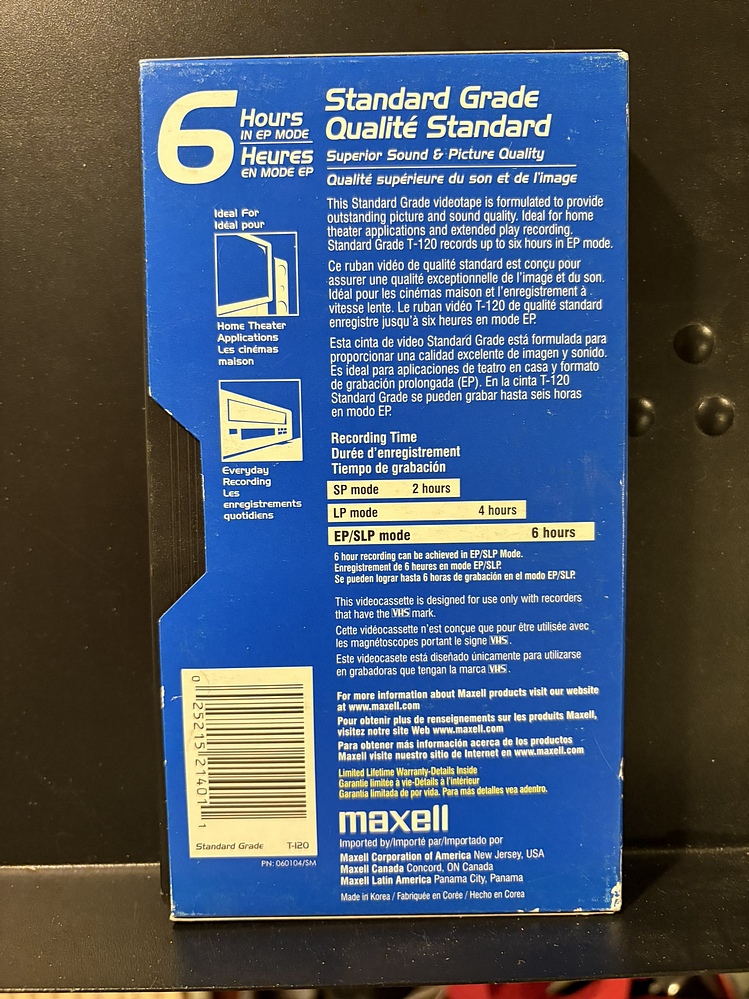 6 Hours
IN EP MODE
Heures
EN MODE EP
Standard Grade
Qualité Standard
Superior Sound & Picture Quality
Qualité supérieure du son et de l'image
Ideal For
Idéal pour
Home Theater
Applications
Les cinémas
maison
Everyday
Recording
Les
enregistrements
quotidiens
This Standard Grade videotape is formulated to provide
outstanding picture and sound quality. Ideal for home
theater applications and extended play recording.
Standard Grade T-120 records up to six hours in EP mode.
Ce ruban vidéo de qualité standard est conçu pour
assurer une qualité exceptionnelle de l'image et du son.
Idéal pour les cinémas maison et l'enregistrement à
vitesse lente. Le ruban vidéo T-120 de qualité standard
enregistre jusqu'à six heures en mode EP.
Esta cinta de video Standard Grade está formulada para
proporcionar una calidad excelente de imagen y sonido.
Es ideal para aplicaciones de teatro en casa y formato
de grabación prolongada (EP). En la cinta T-120
Standard Grade se pueden grabar hasta seis horas
en modo EP.
Recording Time
Durée d'enregistrement
Tiempo de grabación
SP mode 2 hours
LP mode 4 hours
EP/SLP mode 6 hours
6 hour recording can be achieved in EP/SLP Mode.
Enregistrement de 6 heures en mode EP/SLP.
Se pueden lograr hasta 6 horas de grabación en el modo EP/SLP.
This videocassette is designed for use only with recorders
that have the VHS mark.
Cette vidéocassette n'est conçue que pour être utilisée avec
les magnétoscopes portant le signe VHS.
Este videocasete está diseñado únicamente para utilizarse
en grabadoras que tengan la marca VHS.
For more information about Maxell products visit our website
at www.maxell.com
Pour obtenir plus de renseignements sur les produits Maxell,
visitez notre site Web www.maxell.com
Para obtener más información acerca de los productos
Maxell visite nuestro sitio de Internet en www.maxell.com
Limited Lifetime Warranty-Details Inside
Garantie limitée à vie-Détails à l'intérieur
Garantía limitada de por vida. Para más detalles vea adentro.
maxell
Imported by/Importé par/Importado por
Maxell Corporation of America New Jersey, USA
Maxell Canada Concord, ON Canada
Maxell Latin America Panama City, Panama
Made in Korea / Fabriquée en Corée / Hecho en Corea
0 25215 21401 1
Standard Grade T-120
PN: 060104/SM